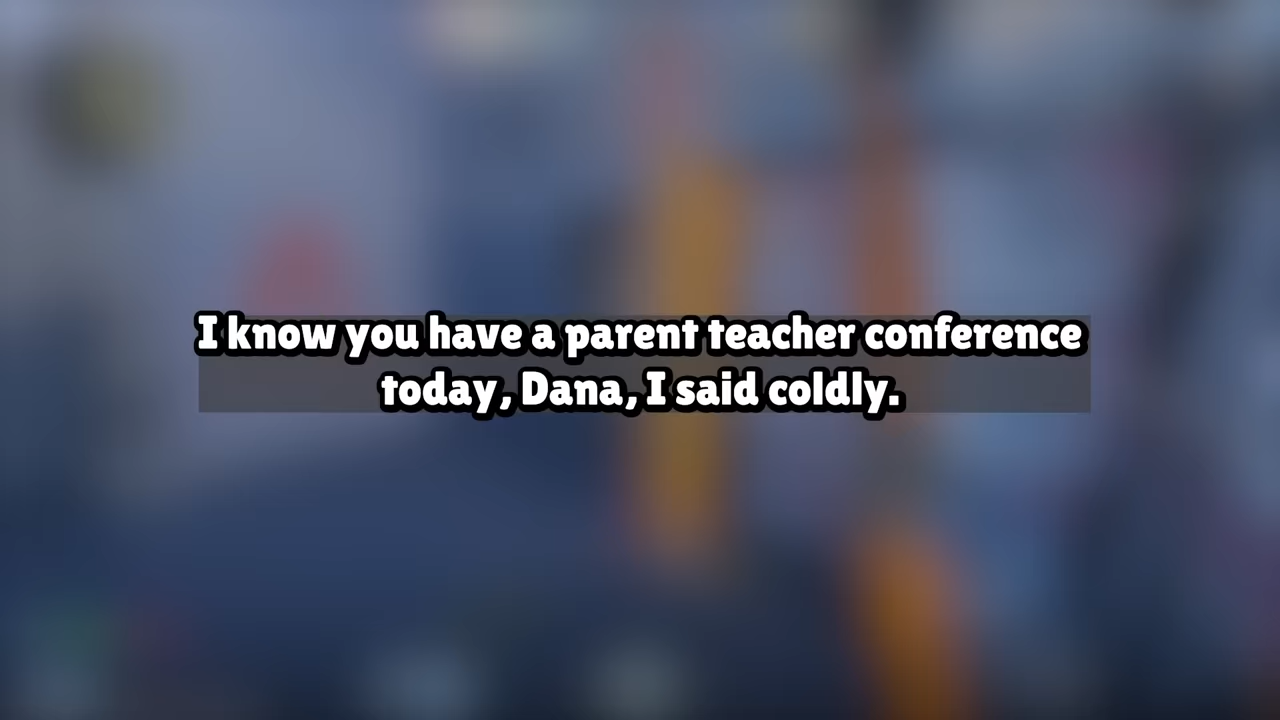 I know you have a parent teacher conference
today, Dana, I said coldly.